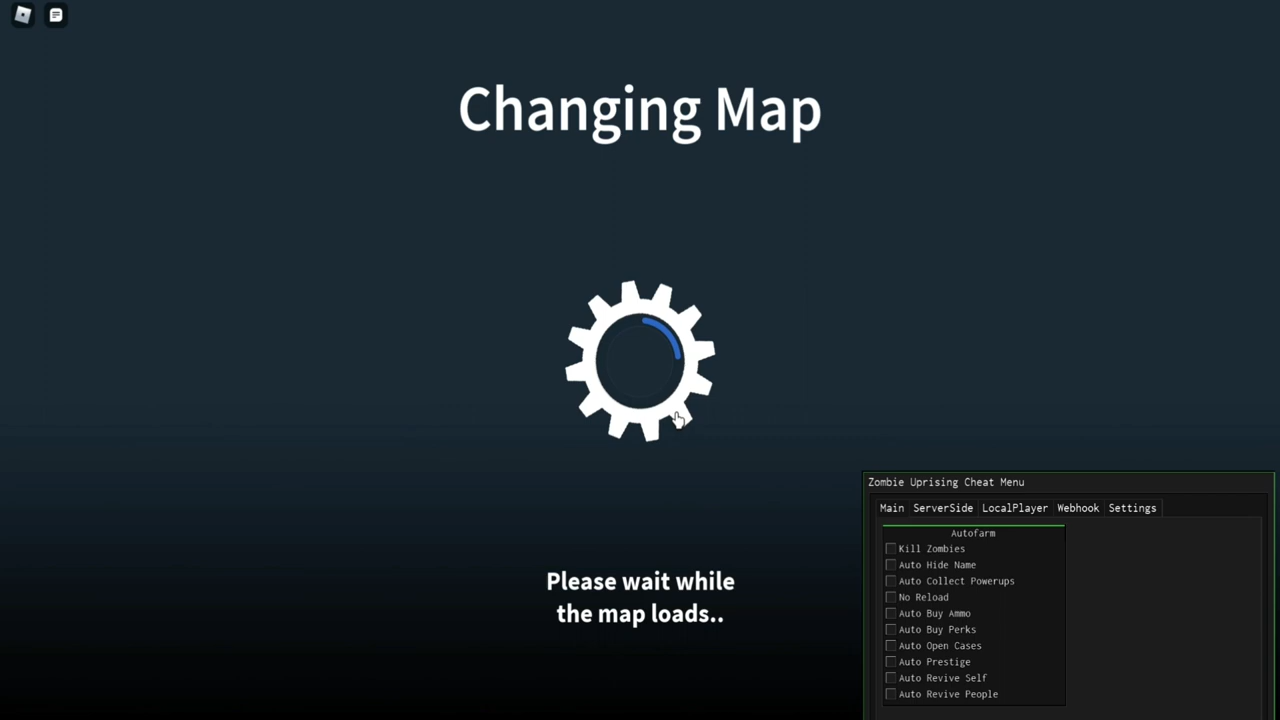 Changing Map
Please wait while
the map loads..
Zombie Uprising Cheat Menu
Main ServerSide LocalPlayer Webhook Settings
Autofarm
Kill Zombies
Auto Hide Name
Auto Collect Powerups
No Reload
Auto Buy Ammo
Auto Buy Perks
Auto Open Cases
Auto Prestige
Auto Revive Self
Auto Revive People